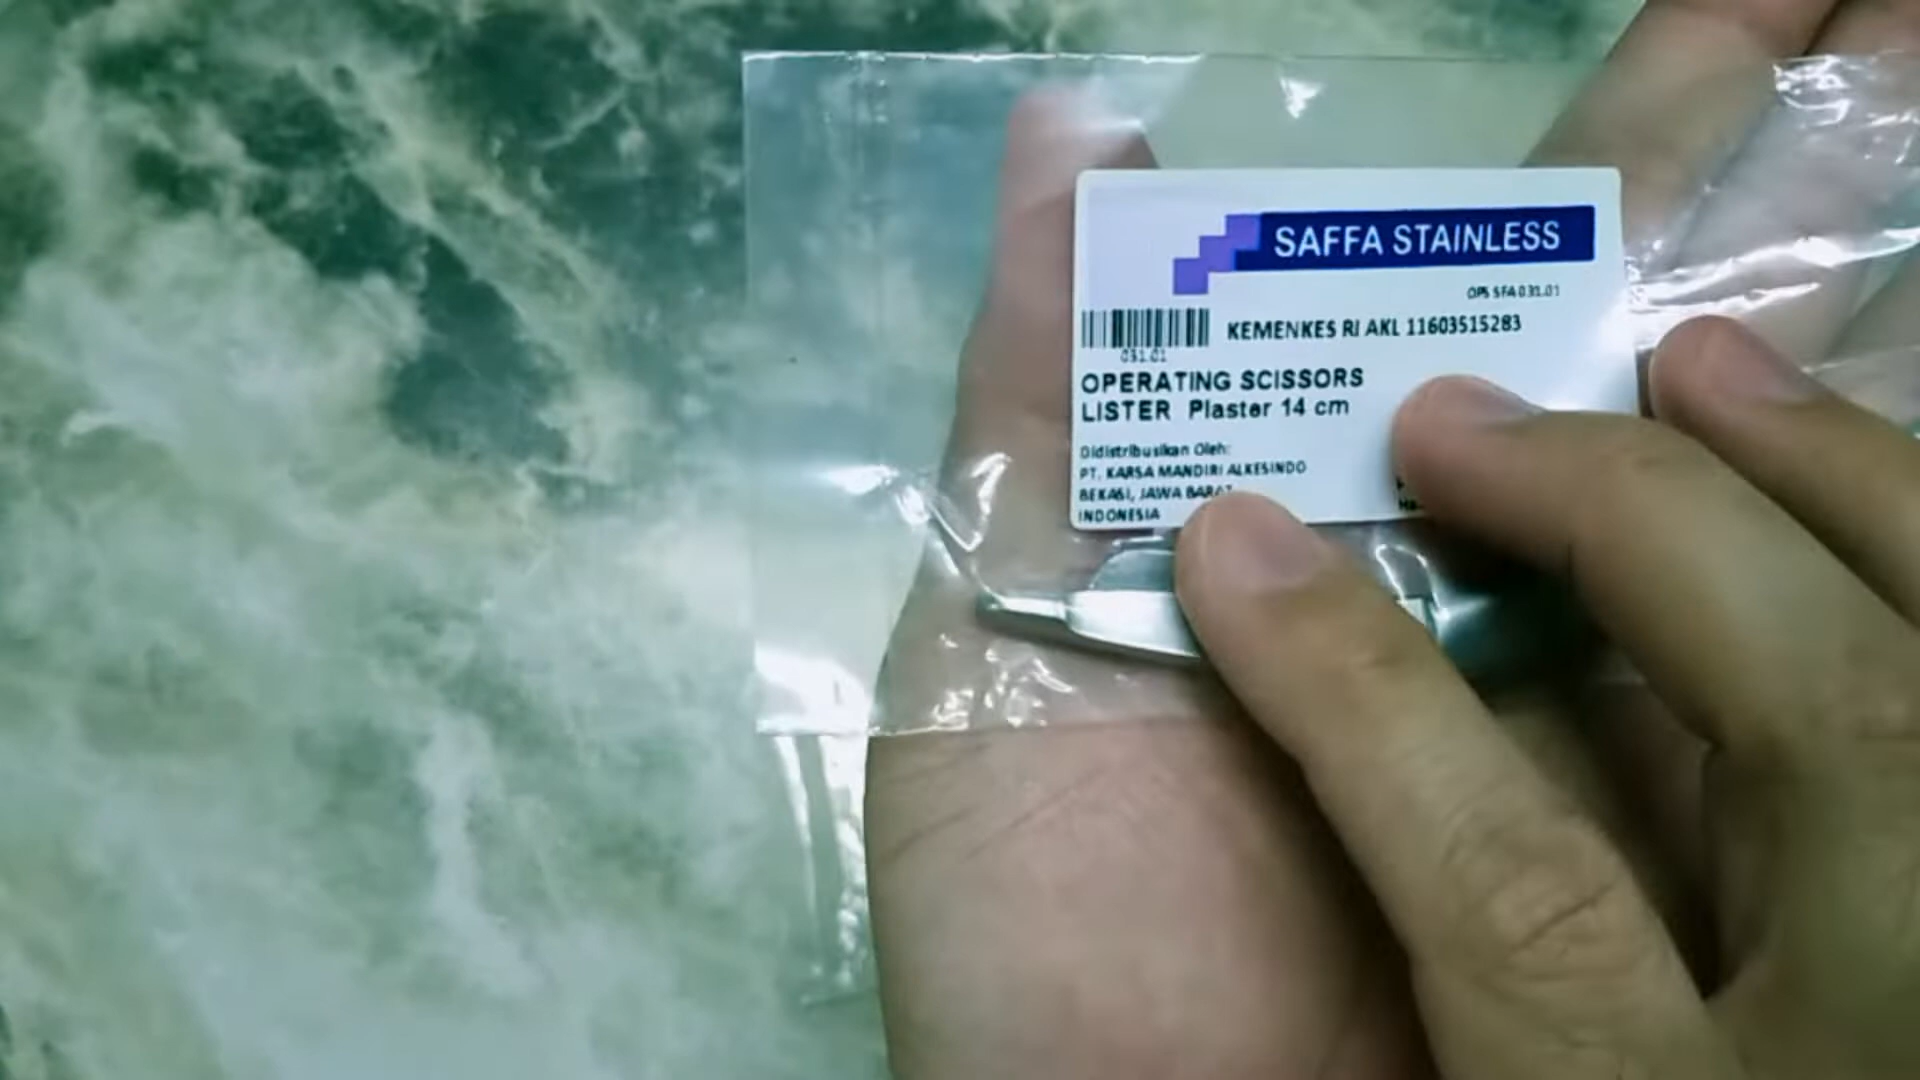 SAFFA STAINLESS
OPS SFA 031.01
KEMENKES RI AKL 11603515283
031.01
OPERATING SCISSORS
LISTER Plaster 14 cm
Didistribusikan Oleh:
PT. KARSA MANDIRI ALKESINDO
BEKASI, JAWA BARAT
INDONESIA